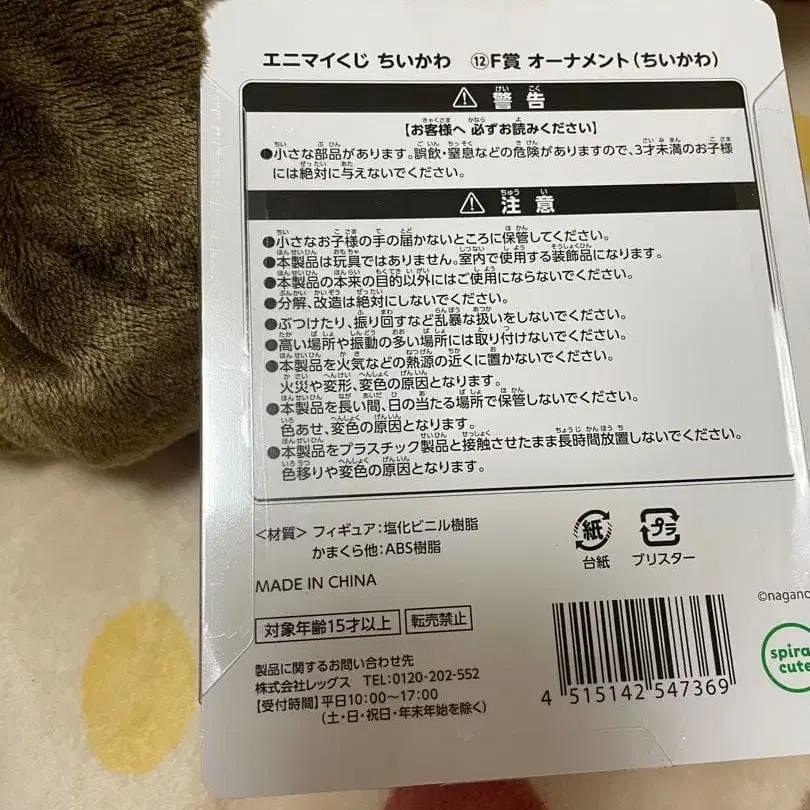 エニマイくじ ちいかわ ⑫F賞 オーナメント(ちいかわ)
⚠ 警告
【お客様へ 必ずお読みください】
●小さな部品があります。誤飲・窒息などの危険がありますので、3才未満のお子様
には絶対に与えないでください。
⚠ 注意
●小さなお子様の手の届かないところに保管してください。
●本製品は玩具ではありません。室内で使用する装飾品になります。
●本製品の本来の目的以外にはご使用にならないでください。
●分解、改造は絶対にしないでください。
●ぶつけたり、振り回すなど乱暴な扱いをしないでください。
●高い場所や振動の多い場所には取り付けないでください。
●本製品を火気などの熱源の近くに置かないでください。
火災や変形、変色の原因となります。
●本製品を長い間、日の当たる場所で保管しないでください。
色あせ、変色の原因となります。
●本製品をプラスチック製品と接触させたまま長時間放置しないでください。
色移りや変色の原因となります。
<材質> フィギュア:塩化ビニル樹脂
かまくら他:ABS樹脂
紙
台紙
プラ
ブリスター
MADE IN CHINA
©nagano
対象年齢15才以上 転売禁止
spira
cute
製品に関するお問い合わせ先
株式会社レッグス TEL:0120-202-552
【受付時間】平日10:00～17:00
(土・日・祝日・年末年始を除く)
4 515142 547369